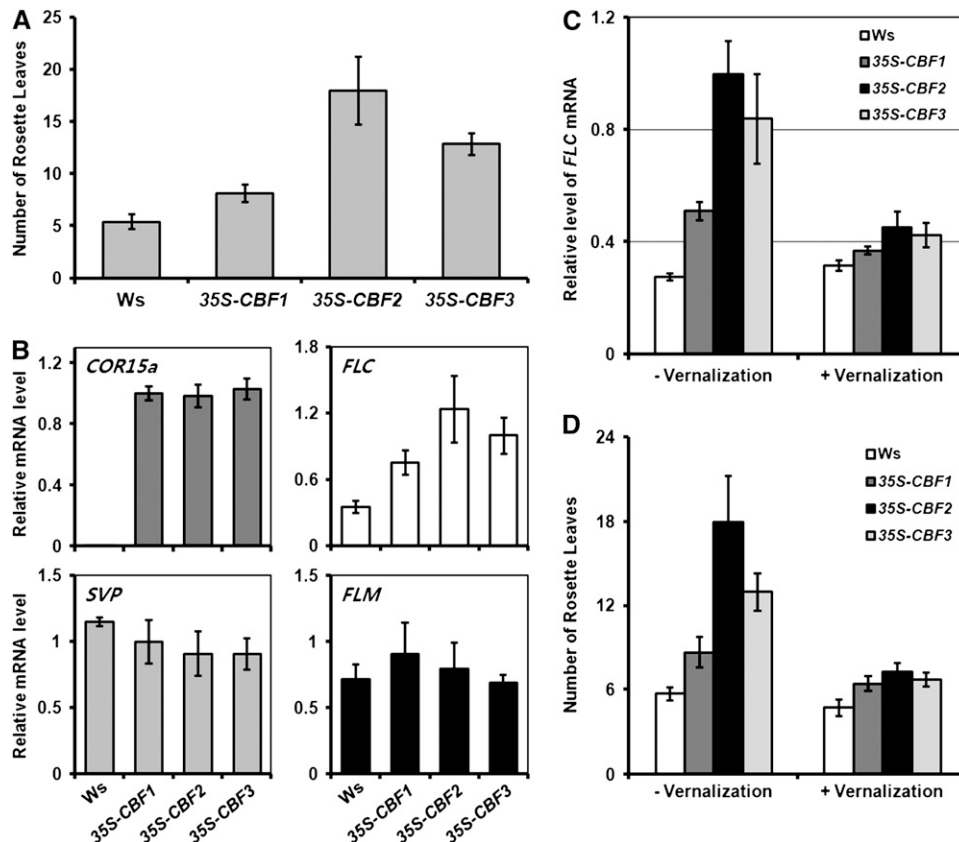 A
Number of Rosette Leaves
25
20
15
10
5
0
Ws
35S-CBF1
35S-CBF2
35S-CBF3
B
COR15a
Relative mRNA level
1.2
0.8
0.4
0
FLC
1.8
1.2
0.6
0
SVP
Relative mRNA level
1.5
1
0.5
0
Ws
35S-CBF1
35S-CBF2
35S-CBF3
FLM
1.5
1
0.5
0
Ws
35S-CBF1
35S-CBF2
35S-CBF3
C
Relative level of FLC mRNA
1.2
0.8
0.4
0
Ws
35S-CBF1
35S-CBF2
35S-CBF3
- Vernalization
+ Vernalization
D
Number of Rosette Leaves
24
18
12
6
0
Ws
35S-CBF1
35S-CBF2
35S-CBF3
- Vernalization
+ Vernalization